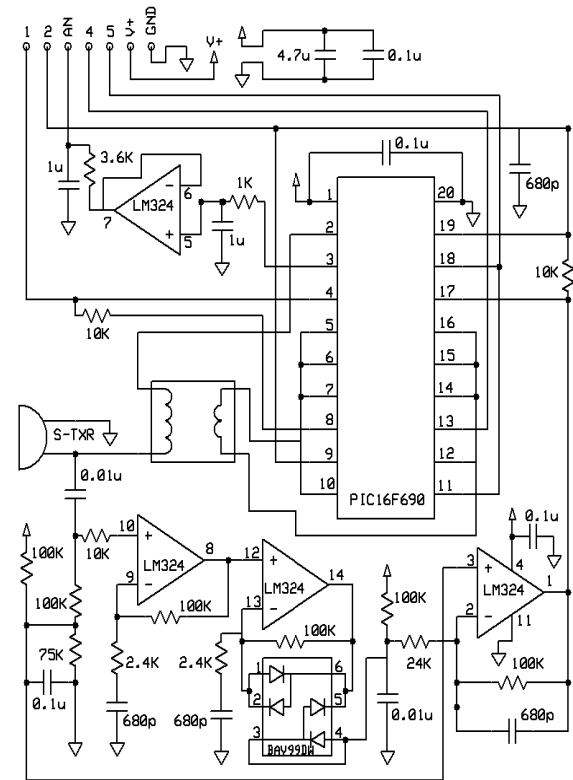 1 2 AN 4 5 V+ GND
V+
4.7u 0.1u
0.1u
3.6K
1u
LM324
6
7
5
1K
1u
680p
1 20
2 19
3 18
4 17
5 16
6 15
7 14
8 13
9 12
10 11
PIC16F690
10K
10K
S-TXR
0.01u
100K
10K
10
9
8
LM324
100K
12
13
14
LM324
100K
100K
75K
0.1u
2.4K
680p
2.4K
680p
1 6
2 5
3 4
BAV99DW
100K
24K
0.01u
0.1u
3
2
4
1
11
LM324
100K
680p